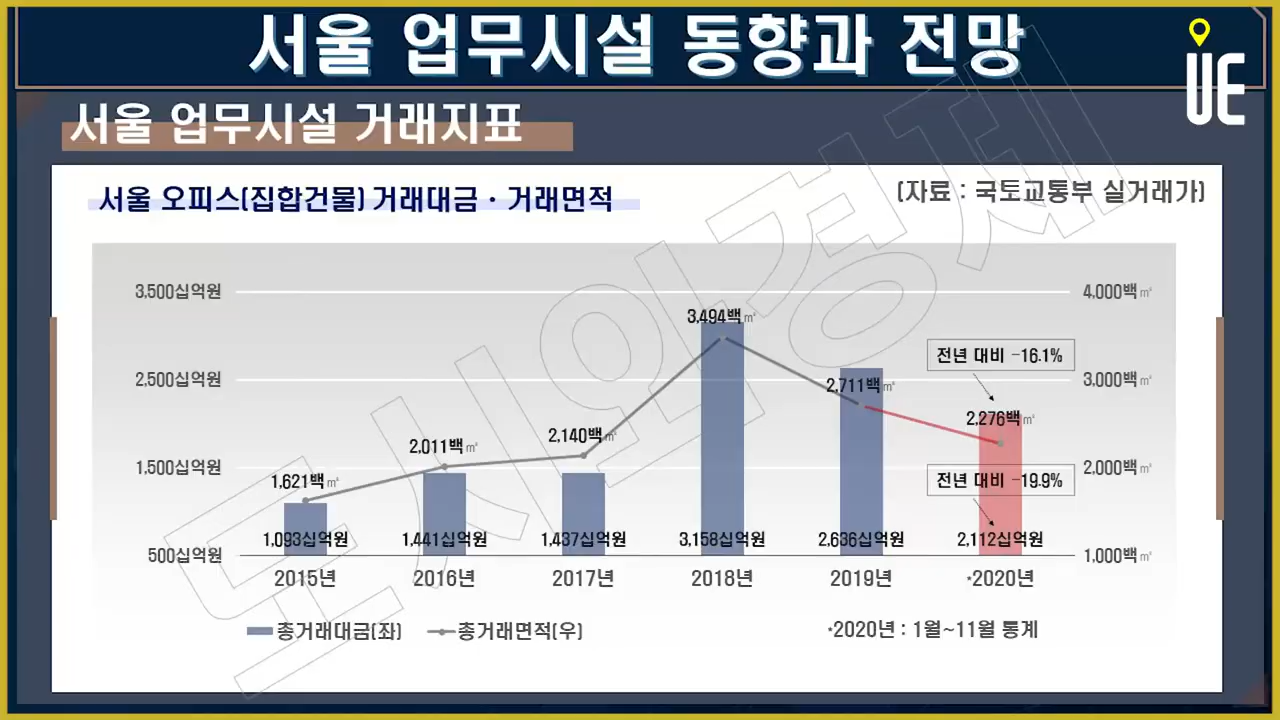 서울 업무시설 동향과 전망
UE
서울 업무시설 거래지표
서울 오피스(집합건물) 거래대금·거래면적
(자료 : 국토교통부 실거래가)
3,500십억원
4,000백㎡
3,494백㎡
전년 대비 -16.1%
2,500십억원
3,000백㎡
2,711백㎡
2,276백㎡
2,140백㎡
2,011백㎡
1,500십억원
2,000백㎡
1,621백㎡
전년 대비 -19.9%
1,093십억원 1,441십억원 1,437십억원 3,158십억원 2,636십억원 2,112십억원
500십억원
1,000백㎡
2015년 2016년 2017년 2018년 2019년 ·2020년
총거래대금(좌) 총거래면적(우)
·2020년 : 1월~11월 통계
도시와경제